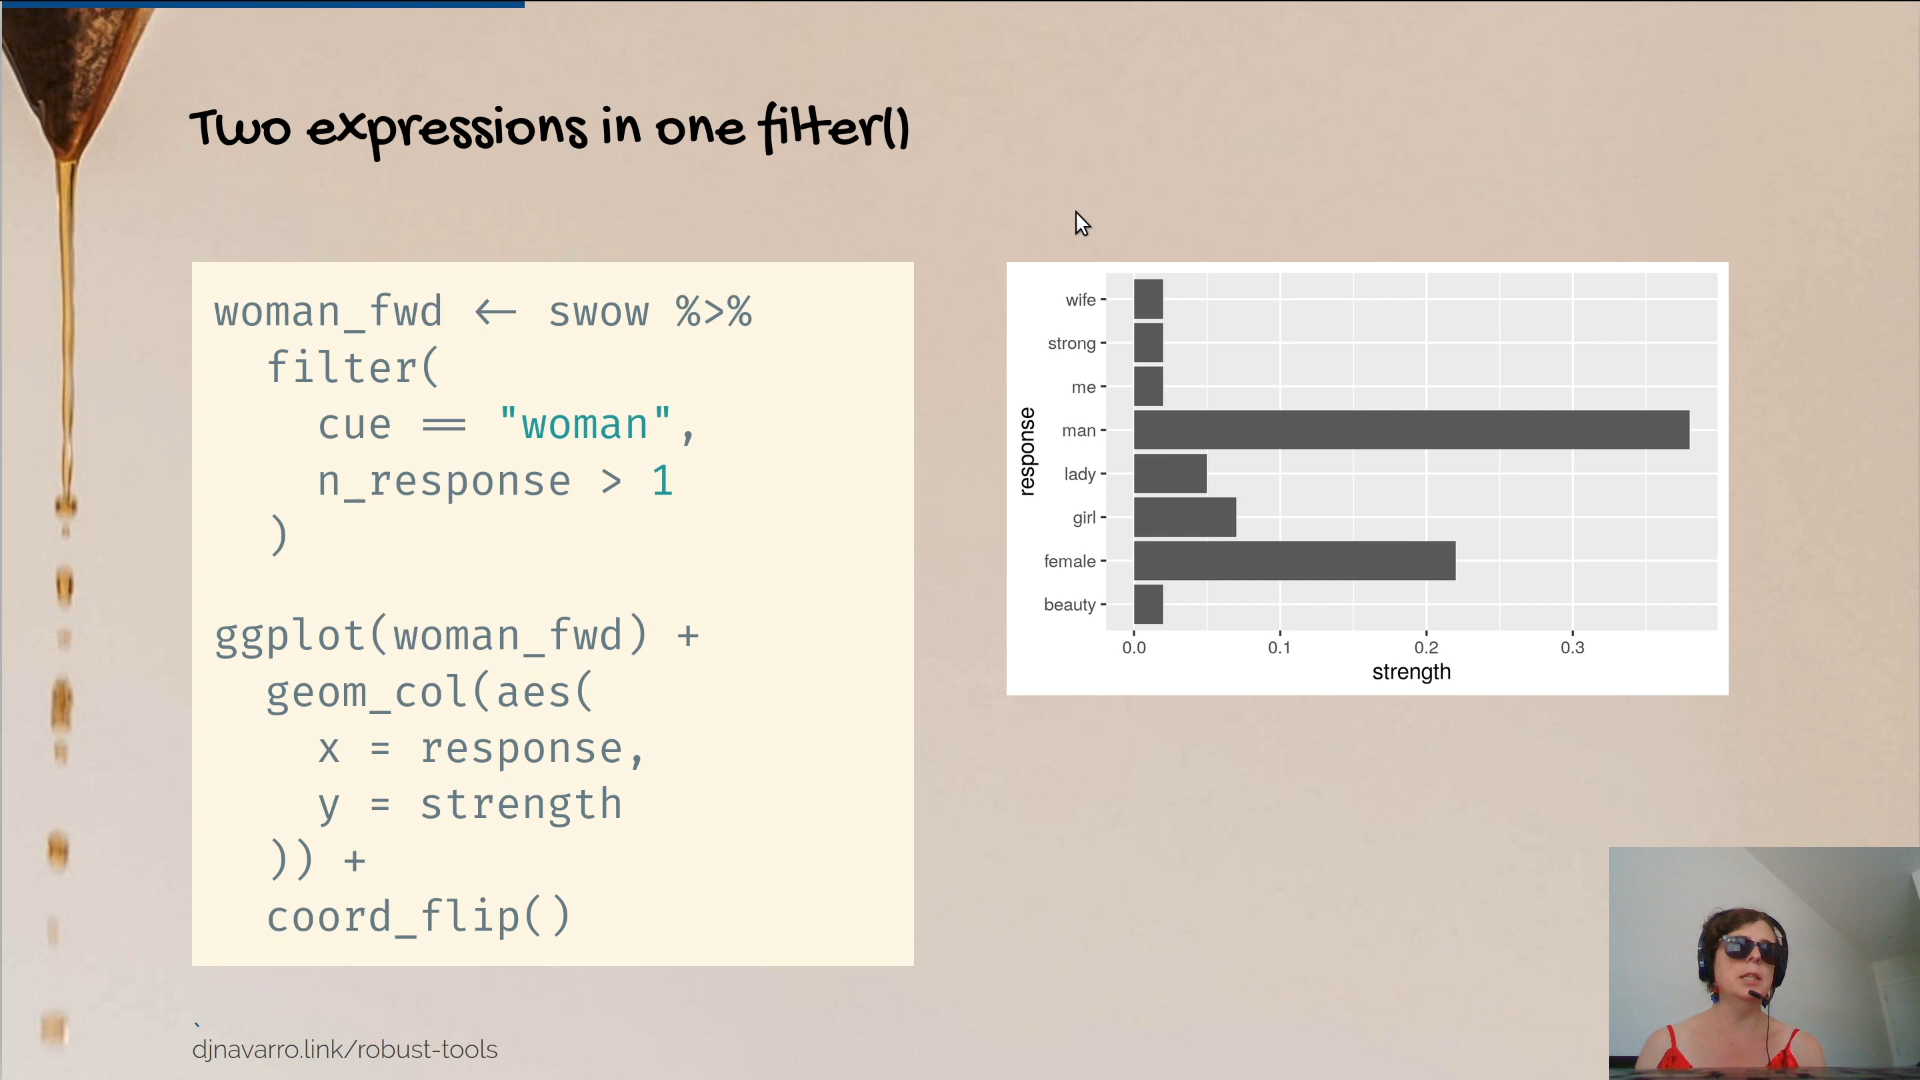 Two expressions in one filter()
woman_fwd <- swow %>%
  filter(
    cue == "woman",
    n_response > 1
  )
ggplot(woman_fwd) +
  geom_col(aes(
    x = response,
    y = strength
  )) +
  coord_flip()
response
wife
strong
me
man
lady
girl
female
beauty
0.0 0.1 0.2 0.3
strength
`
djnavarro.link/robust-tools